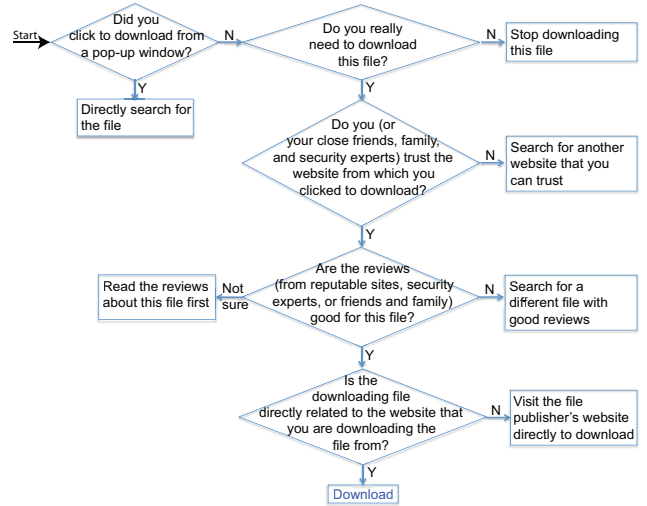 Start
Did you
click to download from
a pop-up window?
N
Y
Directly search for
the file
Do you really
need to download
this file?
N
Stop downloading
this file
Y
Do you (or
your close friends, family,
and security experts) trust the
website from which you
clicked to download?
N
Search for another
website that you
can trust
Y
Are the reviews
(from reputable sites, security
experts, or friends and family)
good for this file?
Not
sure
Read the reviews
about this file first
N
Search for a
different file with
good reviews
Y
Is the
downloading file
directly related to the website that
you are downloading the
file from?
N
Visit the file
publisher's website
directly to download
Y
Download